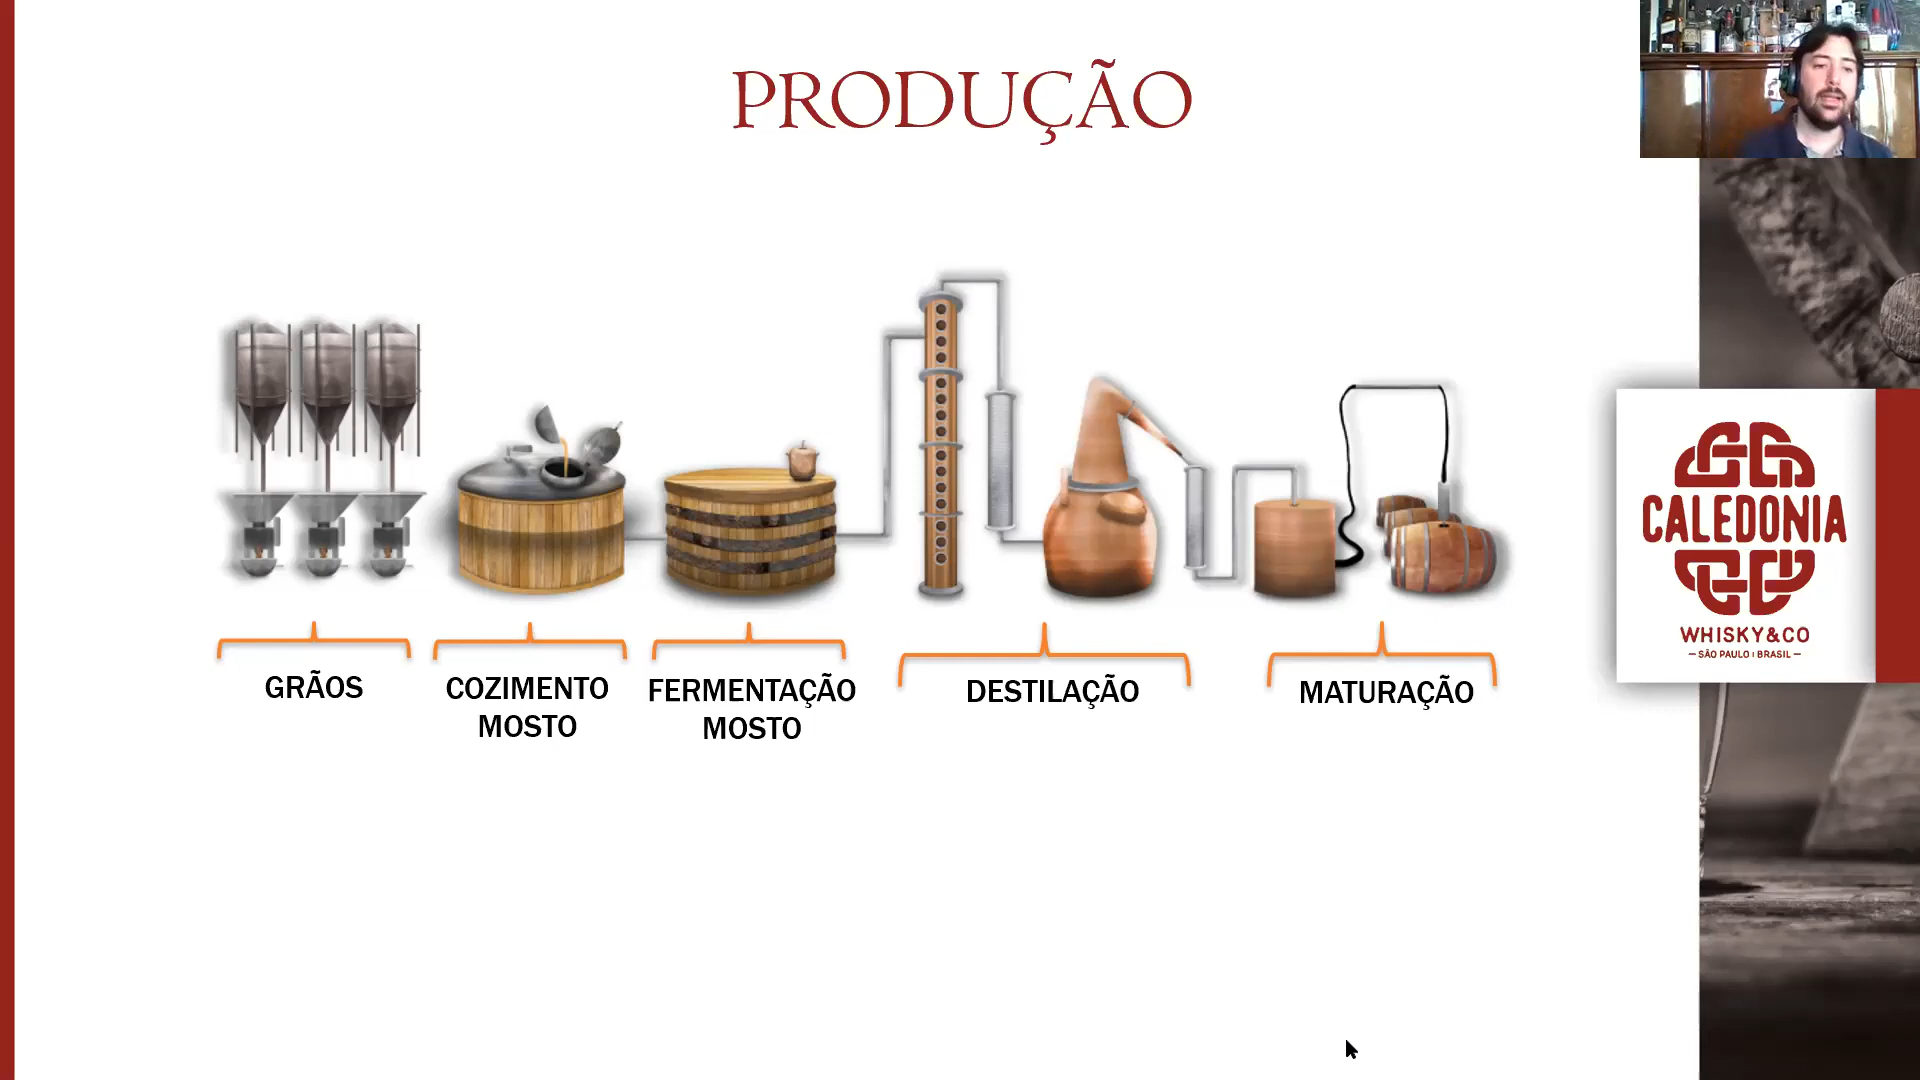 PRODUÇÃO
GRÃOS
COZIMENTO
MOSTO
FERMENTAÇÃO
MOSTO
DESTILAÇÃO
MATURAÇÃO
CALEDONIA
WHISKY&CO
SÃO PAULO | BRASIL